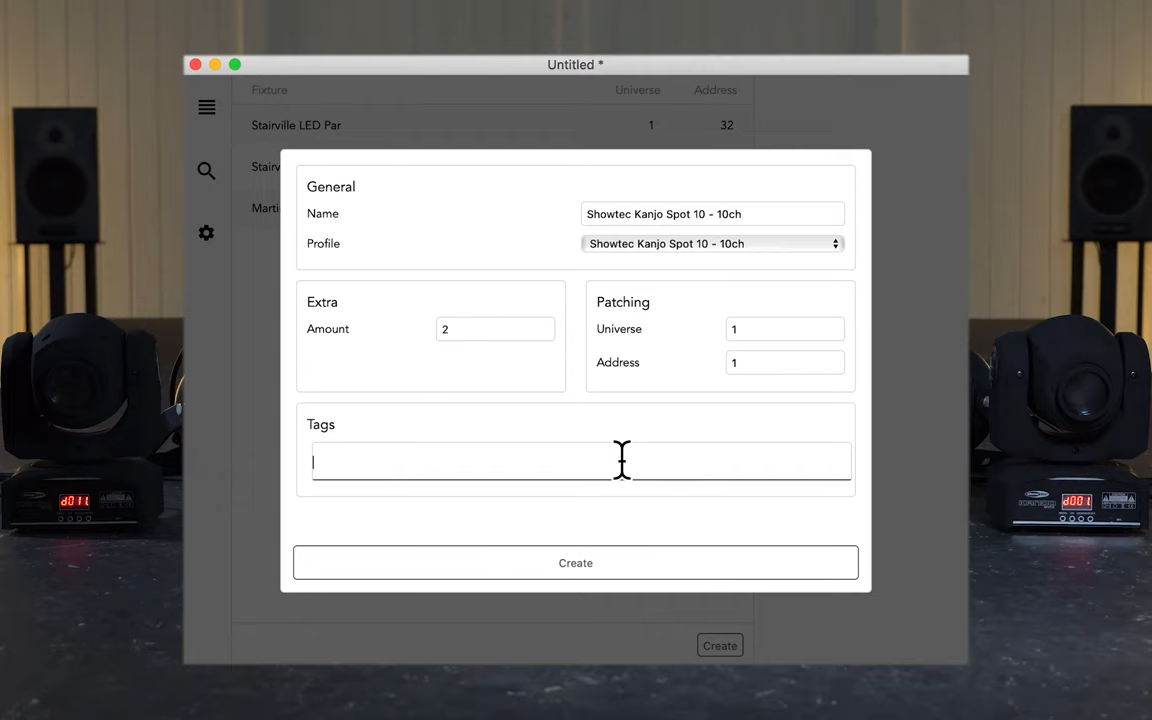 Untitled *
Fixture Universe Address
Stairville LED Par 1 32
Stairv
Marti
General
Name Showtec Kanjo Spot 10 - 10ch
Profile Showtec Kanjo Spot 10 - 10ch
Extra
Amount 2
Patching
Universe 1
Address 1
Tags
Create
Create
d011
d001